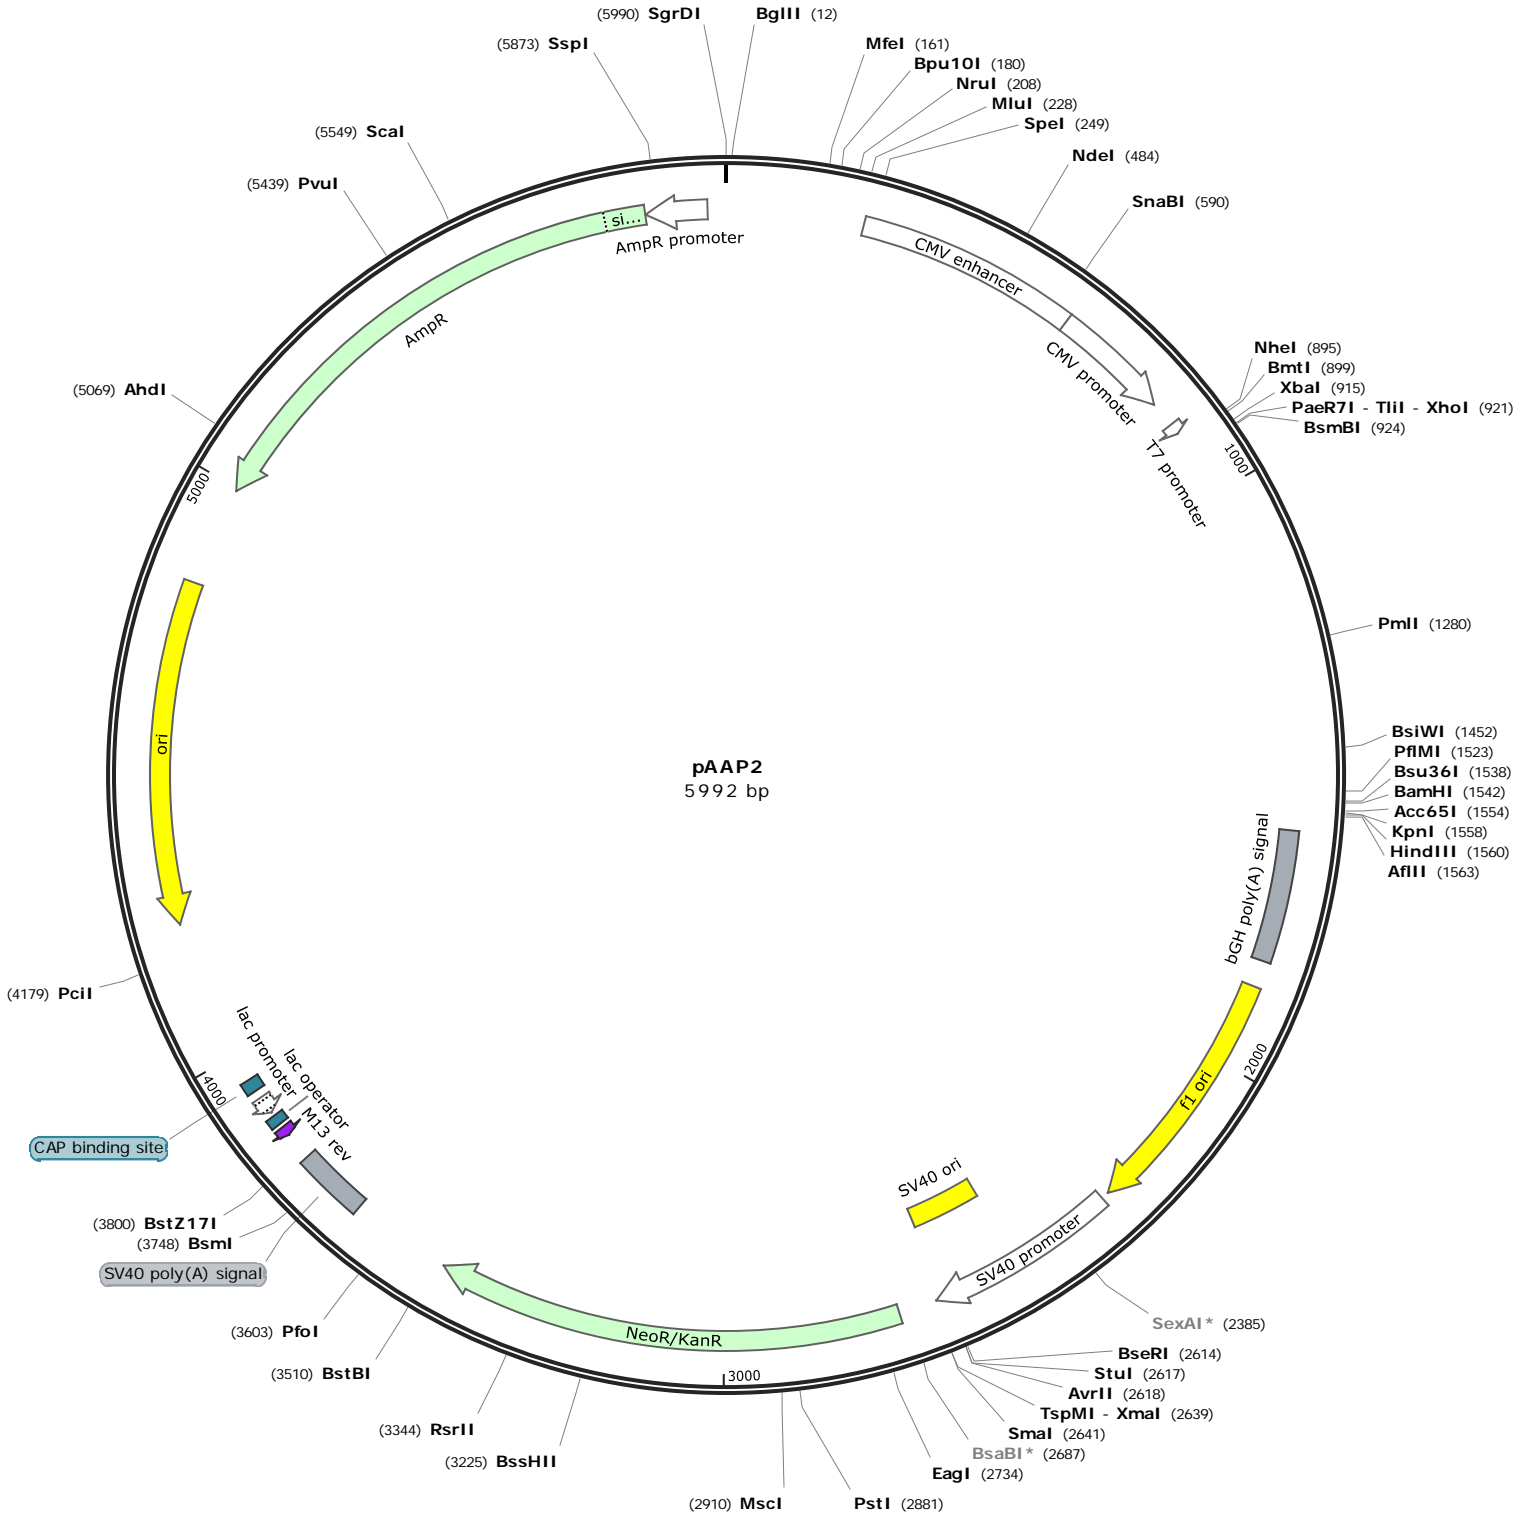 (5990) SgrDI
BglII (12)
(5873) SspI
MfeI (161)
Bpu10I (180)
NruI (208)
MluI (228)
SpeI (249)
(5549) ScaI
NdeI (484)
(5439) PvuI
SnaBI (590)
si...
AmpR promoter
CMV enhancer
AmpR
CMV promoter
NheI (895)
BmtI (899)
XbaI (915)
PaeR7I - TliI - XhoI (921)
BsmBI (924)
(5069) AhdI
T7 promoter
1000
5000
PmlI (1280)
ori
BsiWI (1452)
PflMI (1523)
Bsu36I (1538)
BamHI (1542)
Acc65I (1554)
KpnI (1558)
HindIII (1560)
AflII (1563)
pAAP2
5992 bp
bGH poly(A) signal
(4179) PciI
2000
f1 ori
lac promoter
lac operator
M13 rev
4000
CAP binding site
SV40 ori
SV40 promoter
(3800) BstZ17I
(3748) BsmI
SV40 poly(A) signal
NeoR/KanR
SexAI* (2385)
(3603) PfoI
BseRI (2614)
StuI (2617)
(3510) BstBI
3000
AvrII (2618)
TspMI - XmaI (2639)
(3344) RsrII
SmaI (2641)
BsaBI* (2687)
(3225) BssHII
EagI (2734)
(2910) MscI
PstI (2881)